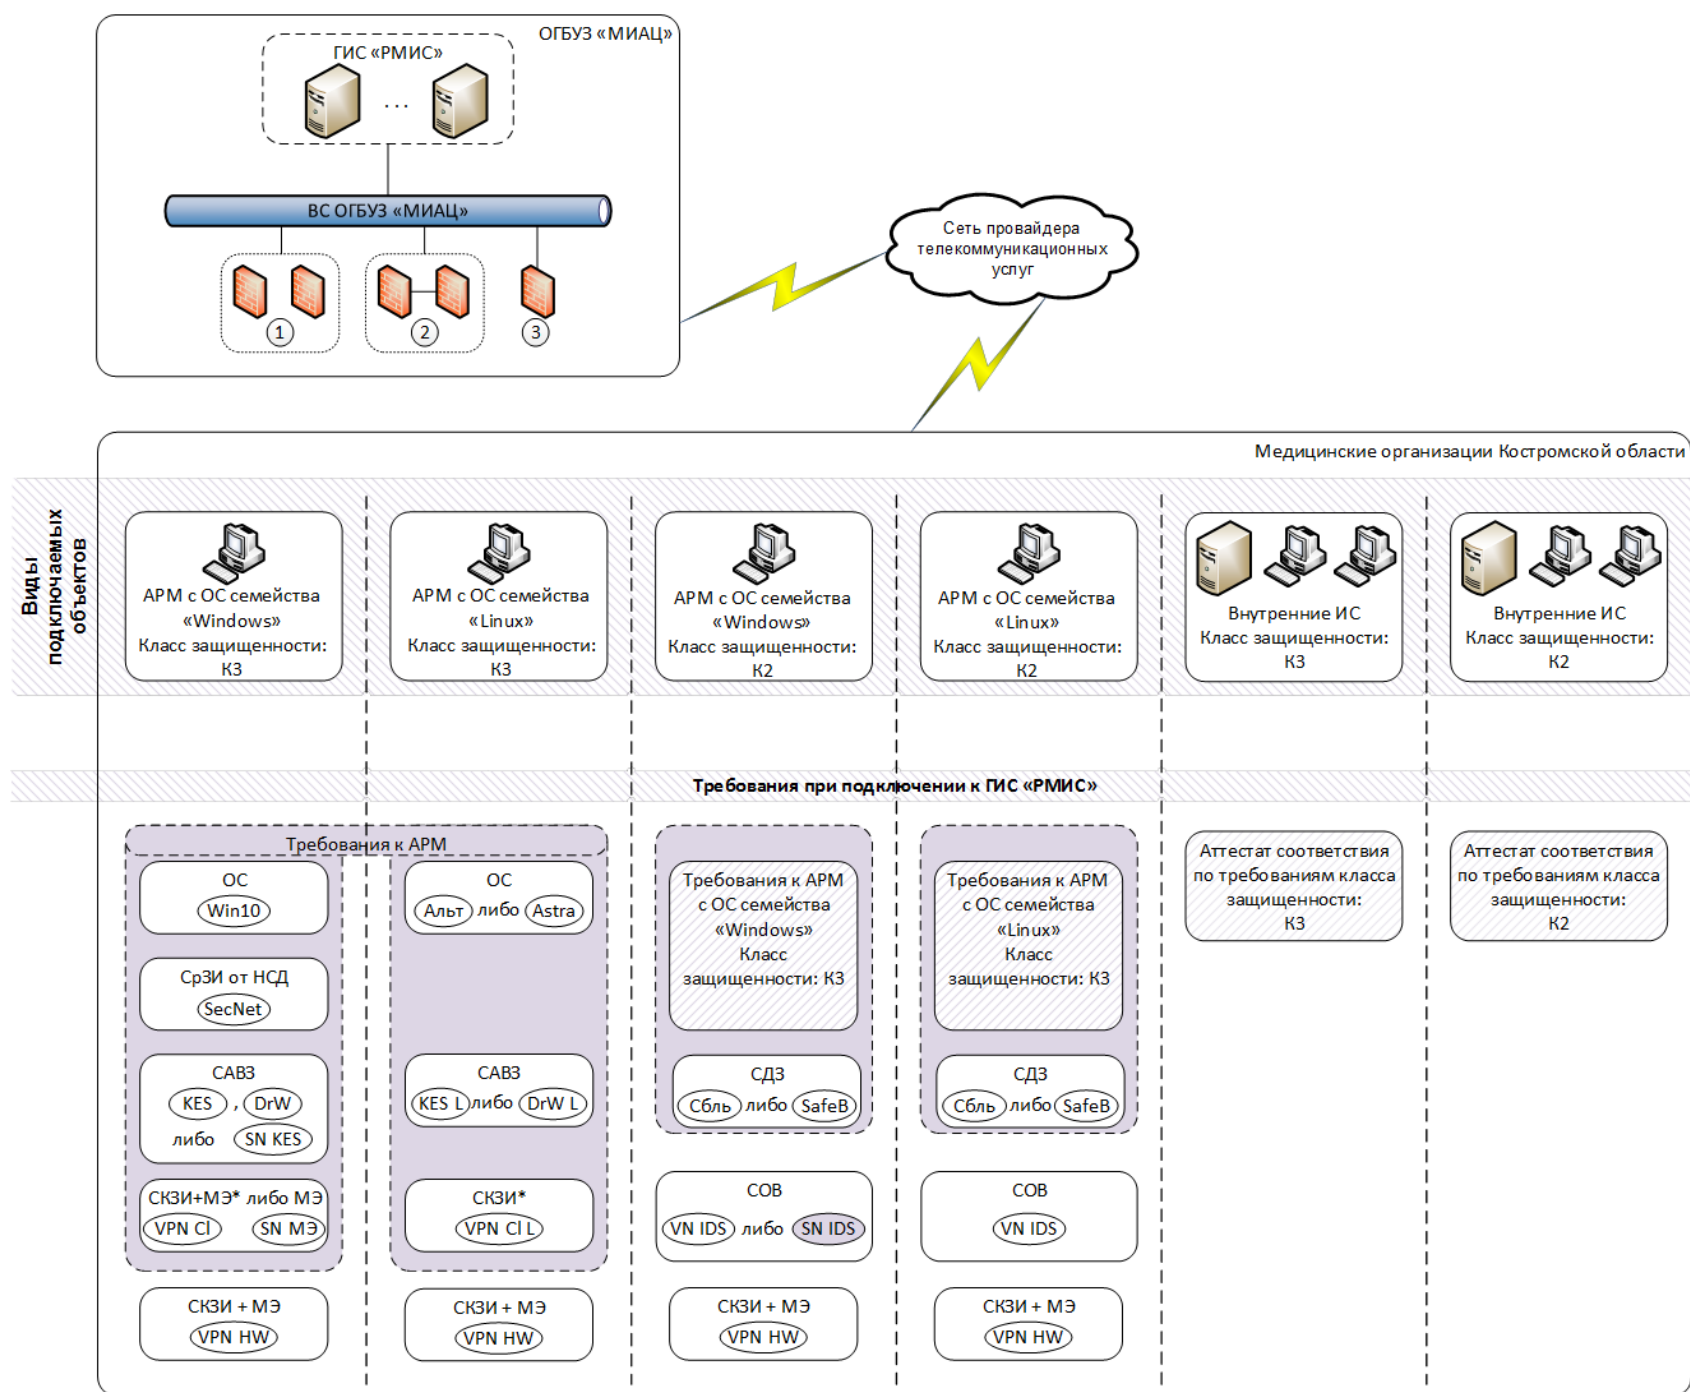 ОГБУЗ «МИАЦ»
ГИС «РМИС»
...
ВС ОГБУЗ «МИАЦ»
1
2
3
Сеть провайдера
телекоммуникационных
услуг
Медицинские организации Костромской области
Виды
подключаемых
объектов
АРМ с ОС семейства
«Windows»
Класс защищенности:
К3
АРМ с ОС семейства
«Linux»
Класс защищенности:
К3
АРМ с ОС семейства
«Windows»
Класс защищенности:
К2
АРМ с ОС семейства
«Linux»
Класс защищенности:
К2
Внутренние ИС
Класс защищенности:
К3
Внутренние ИС
Класс защищенности:
К2
Требования при подключении к ГИС «РМИС»
Требования к АРМ
ОС
Win10
СрЗИ от НСД
SecNet
САВЗ
KES , DrW
либо SN KES
СКЗИ+МЭ* либо МЭ
VPN Cl SN МЭ
СКЗИ + МЭ
VPN HW
ОС
Альт либо Astra
САВЗ
KES L либо DrW L
СКЗИ*
VPN Cl L
СКЗИ + МЭ
VPN HW
Требования к АРМ
с ОС семейства
«Windows»
Класс
защищенности: К3
СДЗ
Сбль либо SafeB
СОВ
VN IDS либо SN IDS
СКЗИ + МЭ
VPN HW
Требования к АРМ
с ОС семейства
«Linux»
Класс
защищенности: К3
СДЗ
Сбль либо SafeB
СОВ
VN IDS
СКЗИ + МЭ
VPN HW
Аттестат соответствия
по требованиям класса
защищенности:
К3
Аттестат соответствия
по требованиям класса
защищенности:
К2